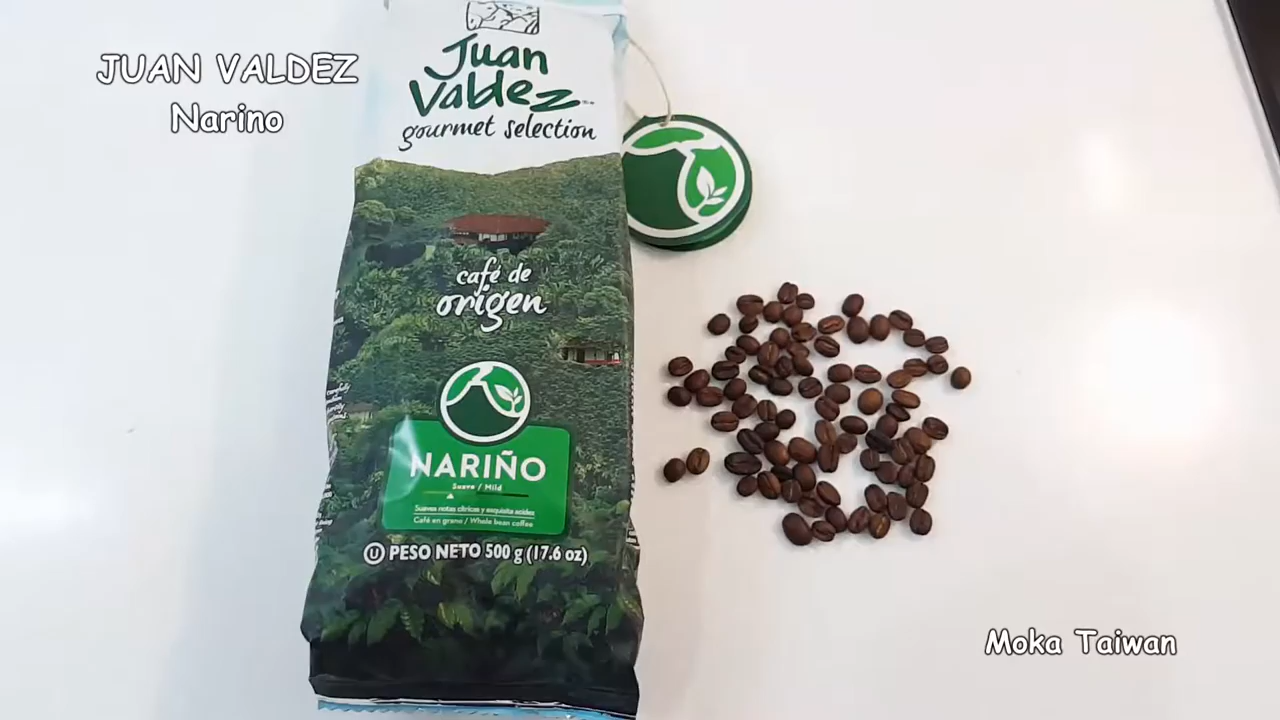 JUAN VALDEZ
Narino
Juan
Valdez
gourmet selection
café de
origen
NARIÑO
Suave / Mild
Suaves notas cítricas y exquisita acidez
Café en grano / Whole bean coffee
U PESO NETO 500 g (17.6 oz)
Moka Taiwan